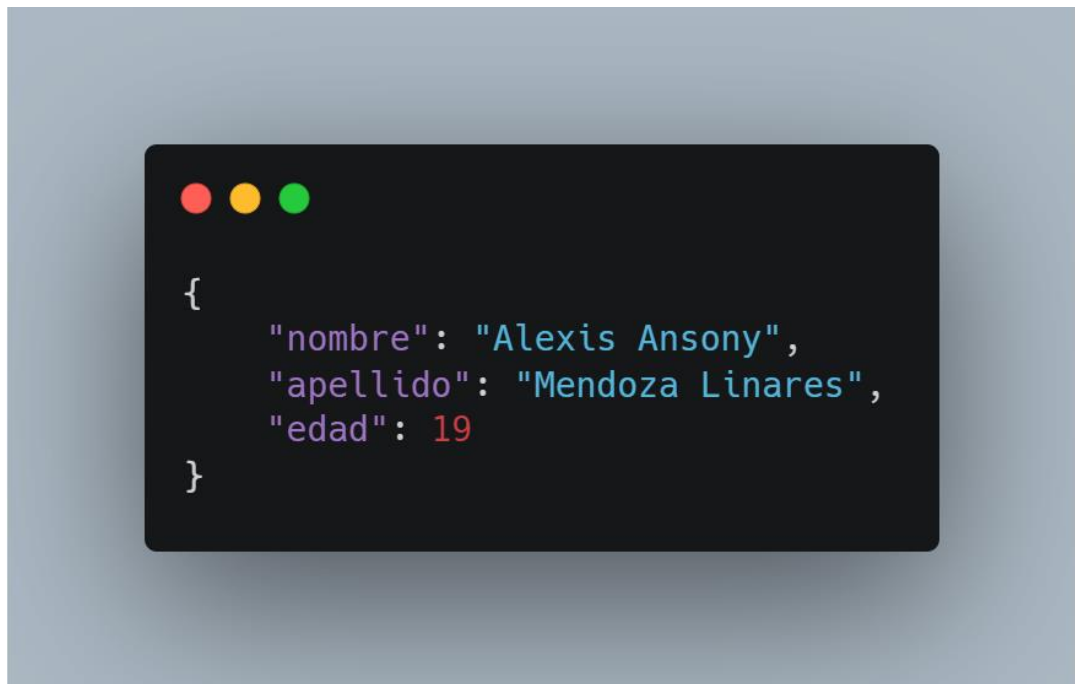 {
    "nombre": "Alexis Ansony",
    "apellido": "Mendoza Linares",
    "edad": 19
}